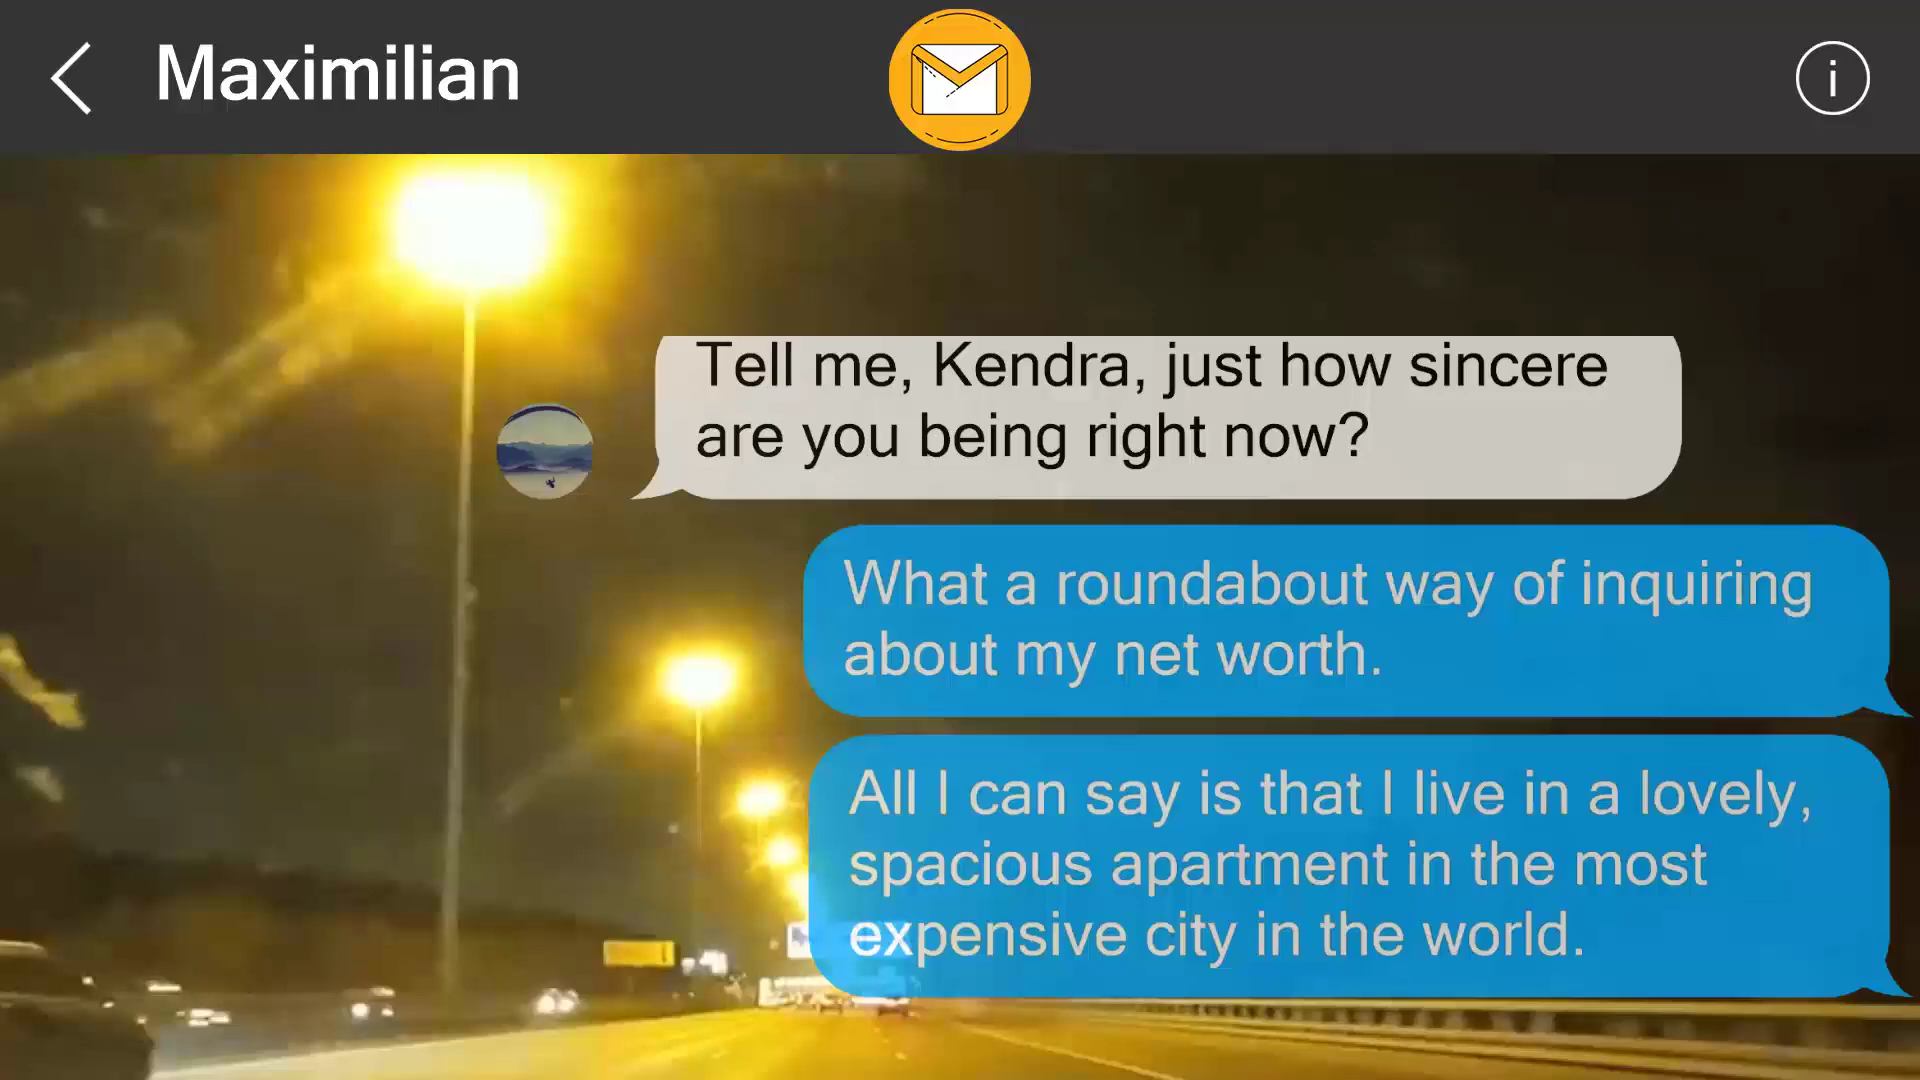 Maximilian
i
Tell me, Kendra, just how sincere
are you being right now?
What a roundabout way of inquiring
about my net worth.
All I can say is that I live in a lovely,
spacious apartment in the most
expensive city in the world.